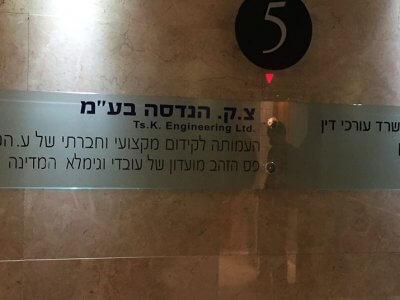 5
צ.ק. הנדסה בע"מ
Ts.K. Engineering Ltd.
העמותה לקידום מקצועי וחברתי של ע.
פס הזהב מועדון של עובדי וגימלא המדינה
שרד עורכי דין